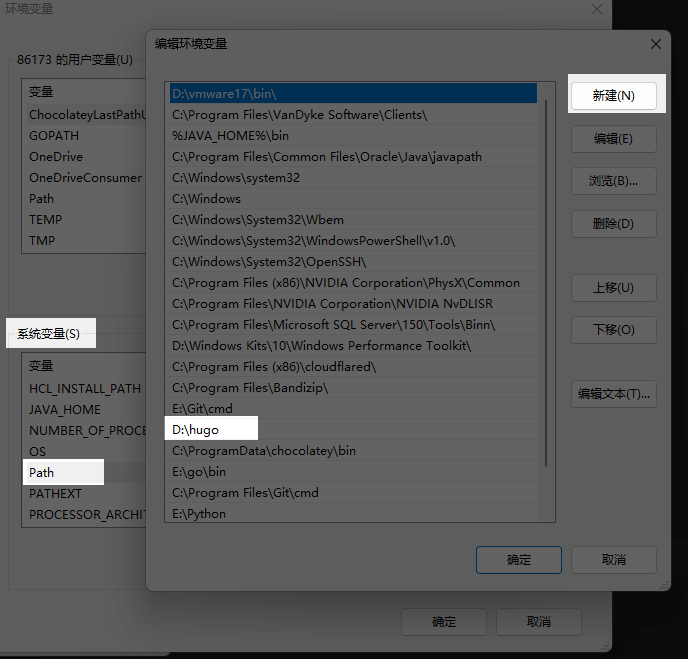 环境变量
86173 的用户变量(U)
变量
ChocolateyLastPathU
GOPATH
OneDrive
OneDriveConsumer
Path
TEMP
TMP
系统变量(S)
变量
HCL_INSTALL_PATH
JAVA_HOME
NUMBER_OF_PROCE
OS
Path
PATHEXT
PROCESSOR_ARCHIT
编辑环境变量
D:\vmware17\bin\
C:\Program Files\VanDyke Software\Clients\
%JAVA_HOME%\bin
C:\Program Files\Common Files\Oracle\Java\javapath
C:\Windows\system32
C:\Windows
C:\Windows\System32\Wbem
C:\Windows\System32\WindowsPowerShell\v1.0\
C:\Windows\System32\OpenSSH\
C:\Program Files (x86)\NVIDIA Corporation\PhysX\Common
C:\Program Files\NVIDIA Corporation\NVIDIA NvDLISR
C:\Program Files\Microsoft SQL Server\150\Tools\Binn\
D:\Windows Kits\10\Windows Performance Toolkit\
C:\Program Files (x86)\cloudflared\
C:\Program Files\Bandizip\
E:\Git\cmd
D:\hugo
C:\ProgramData\chocolatey\bin
E:\go\bin
C:\Program Files\Git\cmd
E:\Python
新建(N)
编辑(E)
浏览(B)...
删除(D)
上移(U)
下移(O)
编辑文本(T)...
确定
取消
确定
取消